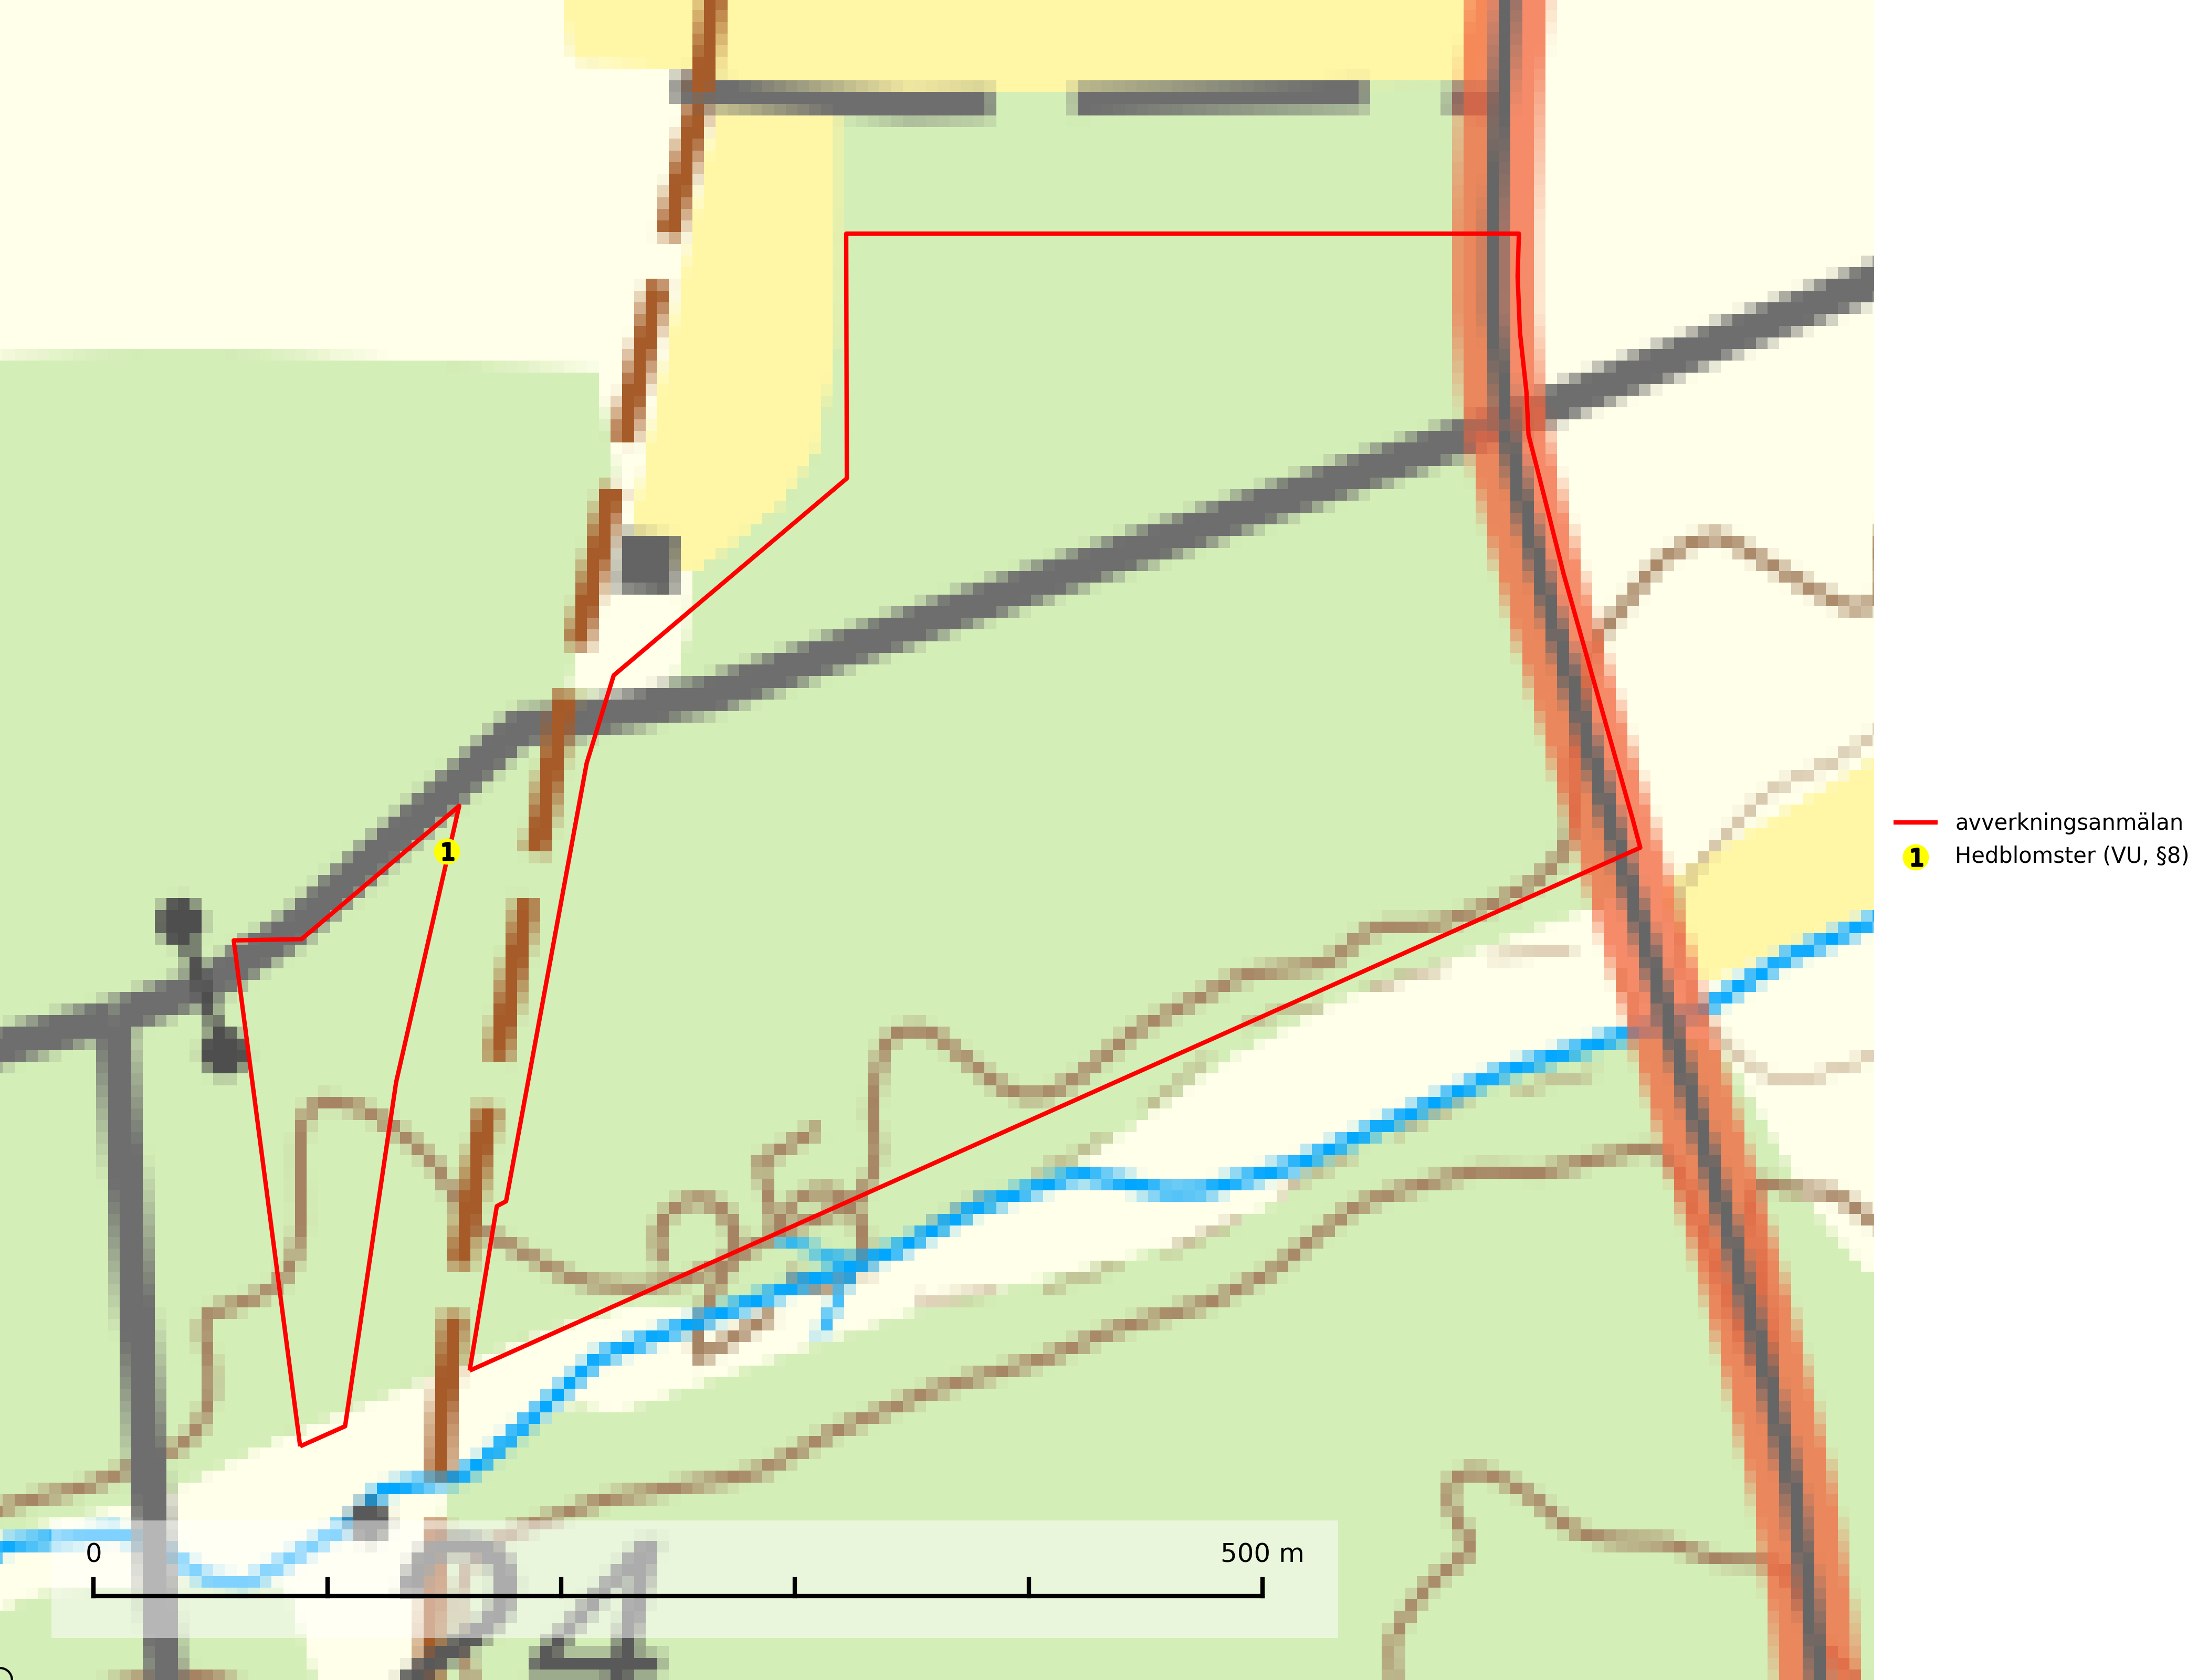 1
avverkningsanmälan
1 Hedblomster (VU, §8)
0 500 m